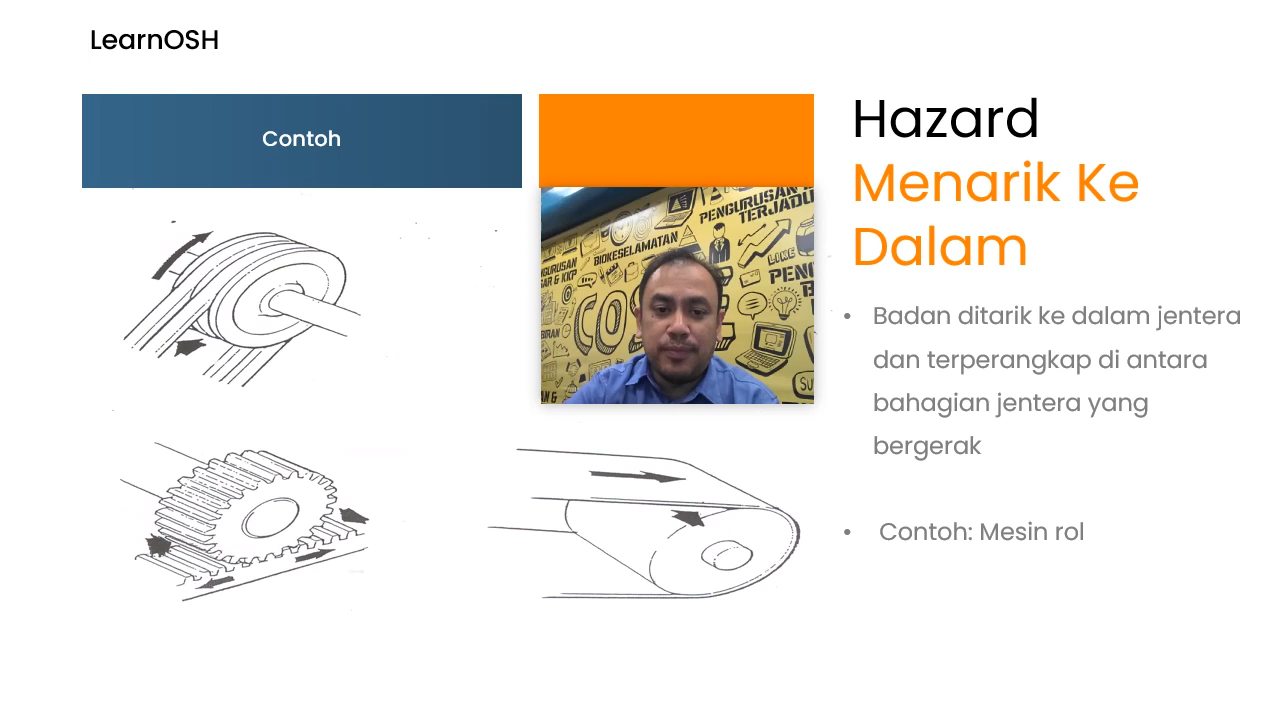 LearnOSH
Contoh
PENGURUSAN
TERJADU
BIOKESELAMATAN
LIKE
Hazard
Menarik Ke
Dalam
• Badan ditarik ke dalam jentera
dan terperangkap di antara
bahagian jentera yang
bergerak
• Contoh: Mesin rol